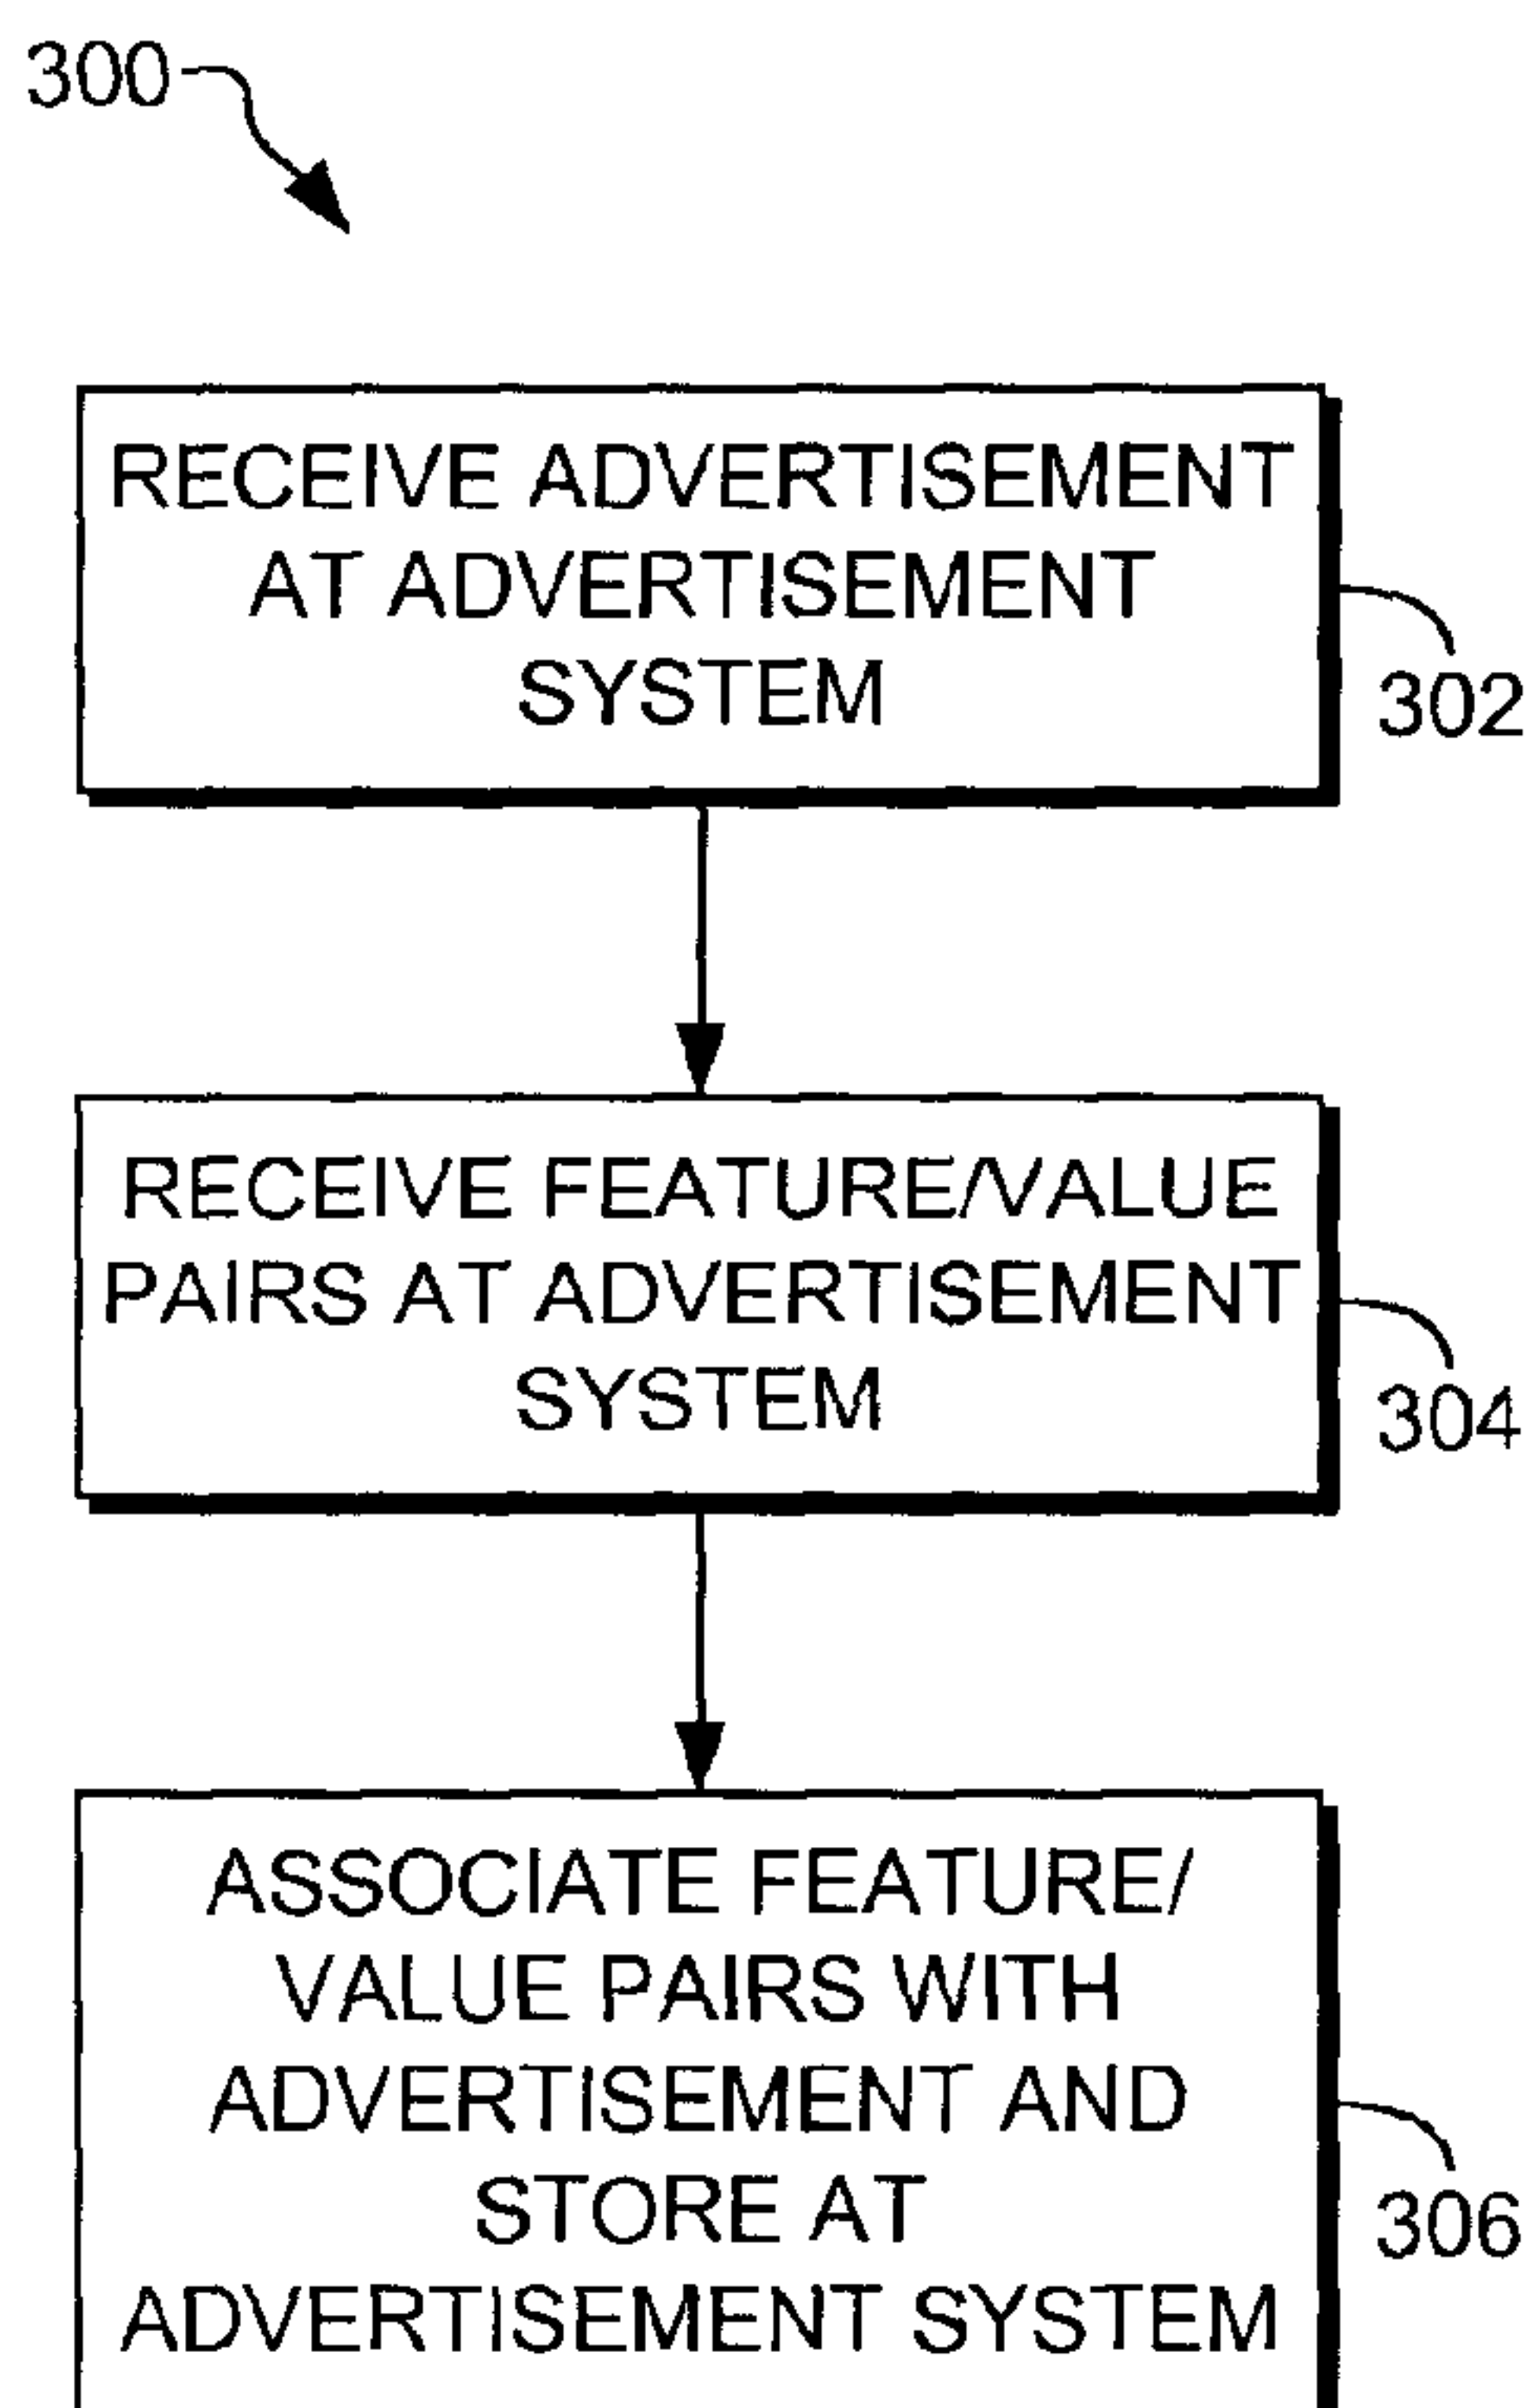 300
RECEIVE ADVERTISEMENT
AT ADVERTISEMENT
SYSTEM
302
RECEIVE FEATURE/VALUE
PAIRS AT ADVERTISEMENT
SYSTEM
304
ASSOCIATE FEATURE/
VALUE PAIRS WITH
ADVERTISEMENT AND
STORE AT
ADVERTISEMENT SYSTEM
306